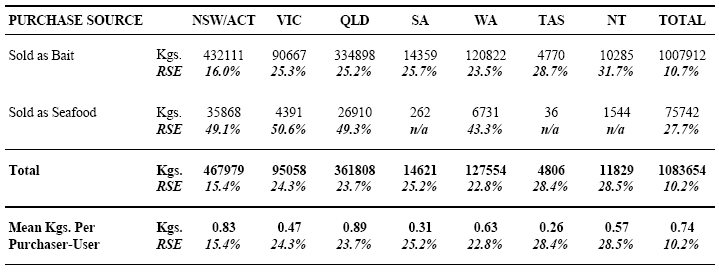 PURCHASE SOURCE NSW/ACT VIC QLD SA WA TAS NT TOTAL
Sold as Bait Kgs. 432111 90667 334898 14359 120822 4770 10285 1007912
RSE 16.0% 25.3% 25.2% 25.7% 23.5% 28.7% 31.7% 10.7%
Sold as Seafood Kgs. 35868 4391 26910 262 6731 36 1544 75742
RSE 49.1% 50.6% 49.3% n/a 43.3% n/a n/a 27.7%
Total Kgs. 467979 95058 361808 14621 127554 4806 11829 1083654
RSE 15.4% 24.3% 23.7% 25.2% 22.8% 28.4% 28.5% 10.2%
Mean Kgs. Per Kgs. 0.83 0.47 0.89 0.31 0.63 0.26 0.57 0.74
Purchaser-User RSE 15.4% 24.3% 23.7% 25.2% 22.8% 28.4% 28.5% 10.2%